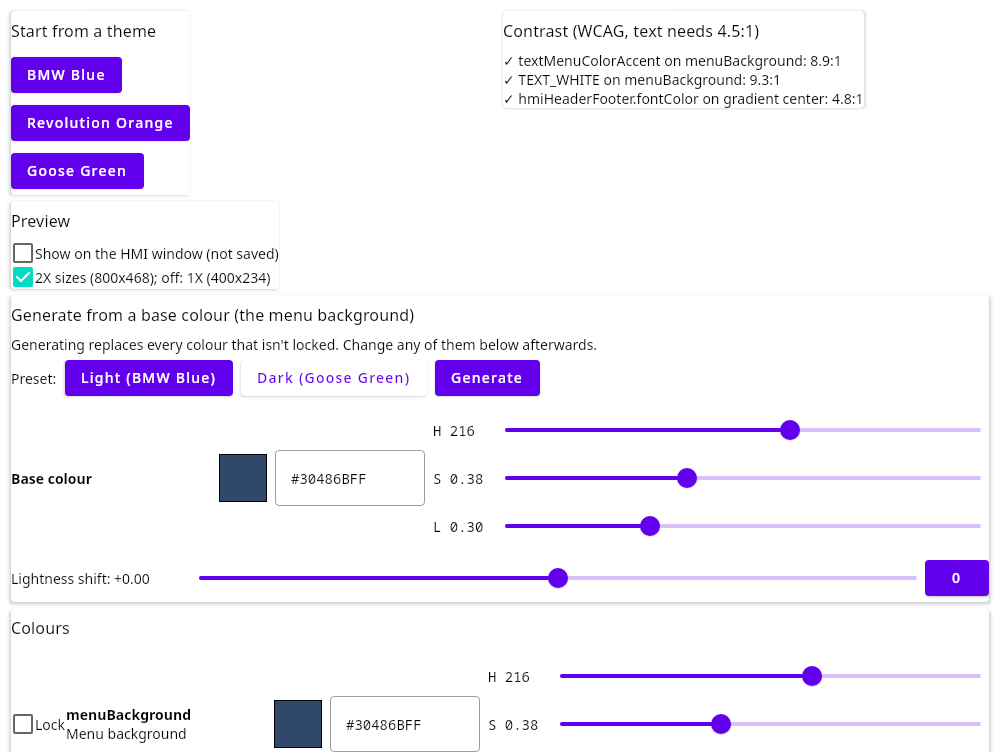 Start from a theme
BMW Blue
Revolution Orange
Goose Green
Contrast (WCAG, text needs 4.5:1)
✓ textMenuColorAccent on menuBackground: 8.9:1
✓ TEXT_WHITE on menuBackground: 9.3:1
✓ hmiHeaderFooter.fontColor on gradient center: 4.8:1
Preview
Show on the HMI window (not saved)
2X sizes (800x468); off: 1X (400x234)
Generate from a base colour (the menu background)
Generating replaces every colour that isn't locked. Change any of them below afterwards.
Preset: Light (BMW Blue) Dark (Goose Green) Generate
H 216
Base colour #30486BFF S 0.38
L 0.30
Lightness shift: +0.00 0
Colours
H 216
Lock menuBackground #30486BFF S 0.38
Menu background